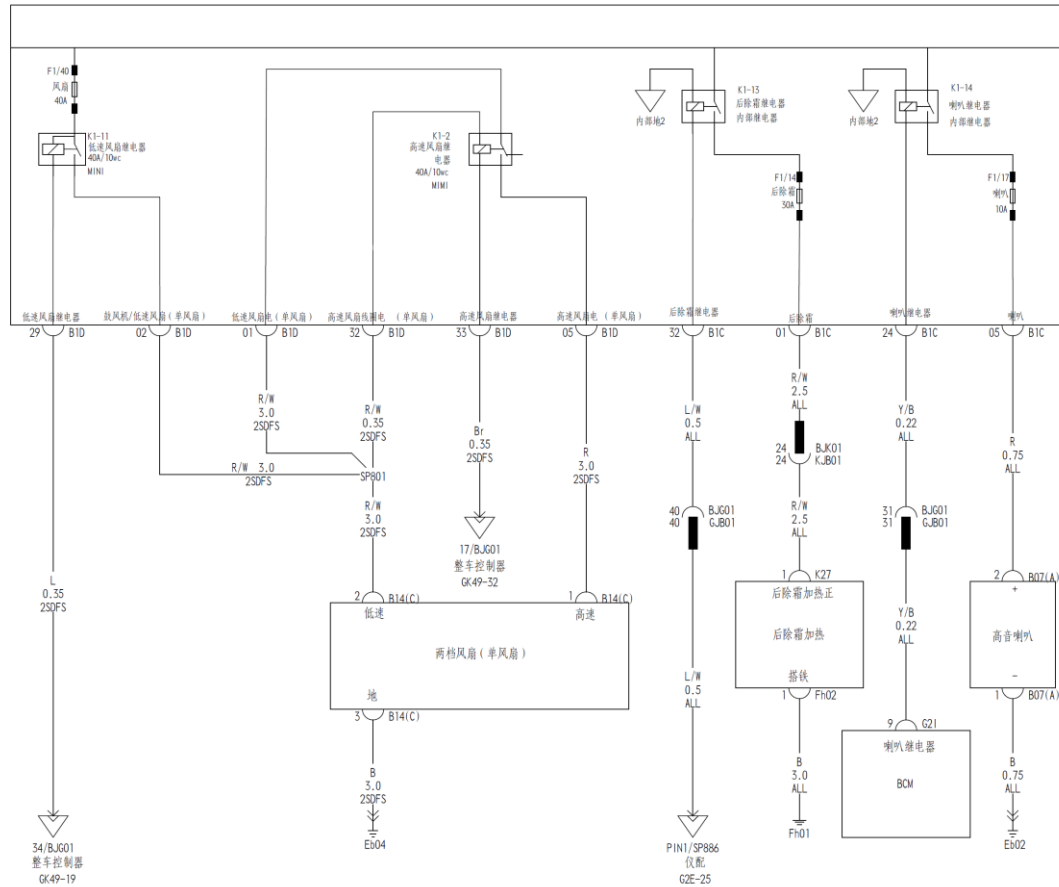 F1/40
风扇
40A
K1-11
低速风扇继电器
40A/10wc
MINI
K1-2
高速风扇继
电器
40A/10wc
MIMI
内部地2
K1-13
后除霜继电器
内部继电器
F1/14
后除霜
30A
内部地2
K1-14
喇叭继电器
内部继电器
F1/17
喇叭
10A
低速风扇继电器
29 B1D
鼓风机/低速风扇(单风扇)
02 B1D
低速风扇电(单风扇)
01 B1D
高速风扇线圈电 (单风扇)
32 B1D
高速风扇继电器
33 B1D
高速风扇电 (单风扇)
05 B1D
后除霜继电器
32 B1C
后除霜
01 B1C
喇叭继电器
24 B1C
喇叭
05 B1C
R/W
3.0
2SDFS
R/W
0.35
2SDFS
R/W 3.0
2SDFS
SP801
R/W
3.0
2SDFS
Br
0.35
2SDFS
R
3.0
2SDFS
17/BJG01
整车控制器
GK49-32
L
0.35
2SDFS
34/BJG01
整车控制器
GK49-19
2 B14(C)
低速
1 B14(C)
高速
两档风扇(单风扇)
地
3 B14(C)
B
3.0
2SDFS
Eb04
L/W
0.5
ALL
40 BJG01
40 GJB01
L/W
0.5
ALL
PIN1/SP886
仪配
G2E-25
R/W
2.5
ALL
24 BJK01
24 KJB01
R/W
2.5
ALL
1 K27
后除霜加热正
后除霜加热
搭铁
1 Fh02
B
3.0
ALL
Fh01
Y/B
0.22
ALL
31 BJG01
31 GJB01
Y/B
0.22
ALL
9 G2I
喇叭继电器
BCM
R
0.75
ALL
2 B07(A)
+
高音喇叭
-
1 B07(A)
B
0.75
ALL
Eb02